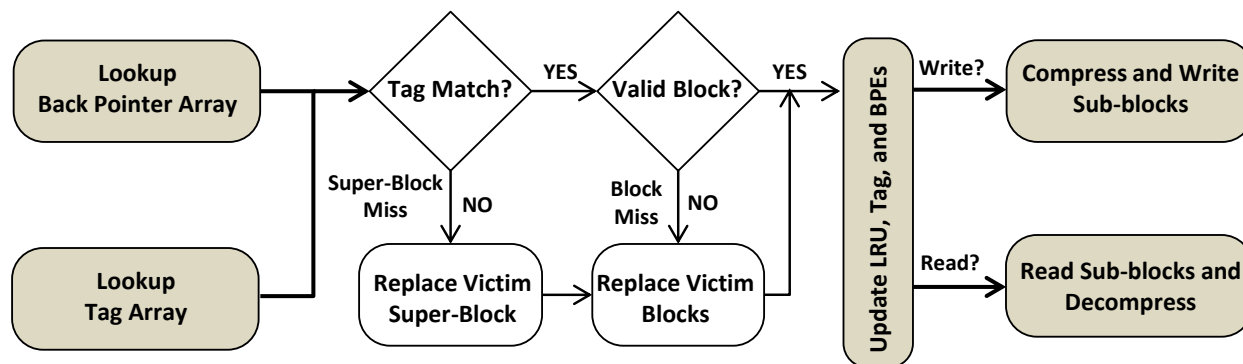 Lookup
Back Pointer Array
Lookup
Tag Array
Tag Match?
YES
Super-Block
Miss
NO
Replace Victim
Super-Block
Valid Block?
YES
Block
Miss
NO
Replace Victim
Blocks
Update LRU, Tag, and BPEs
Write?
Compress and Write
Sub-blocks
Read?
Read Sub-blocks and
Decompress